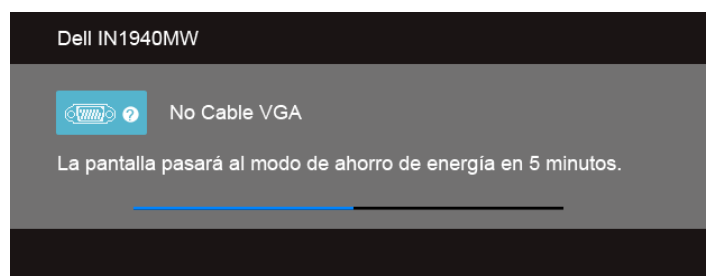 Dell IN1940MW
No Cable VGA
La pantalla pasará al modo de ahorro de energía en 5 minutos.